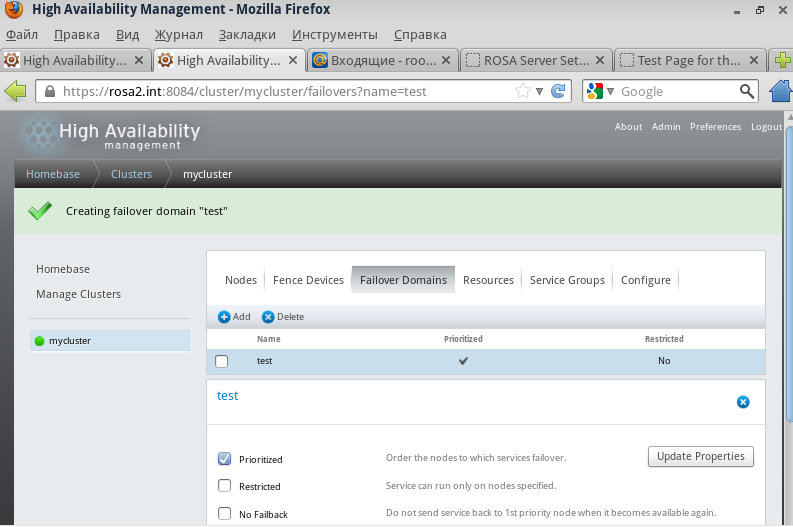 High Availability Management - Mozilla Firefox
Файл Правка Вид Журнал Закладки Инструменты Справка
High Availability... High Availability... Входящие - roo... ROSA Server Set... Test Page for th...
https://rosa2.int:8084/cluster/mycluster/failovers?name=test Google
High Availability
management
About Admin Preferences Logout
Homebase Clusters mycluster
Creating failover domain "test"
Homebase
Manage Clusters
mycluster
Nodes Fence Devices Failover Domains Resources Service Groups Configure
Add Delete
Name Prioritized Restricted
test No
test
Prioritized Order the nodes to which services failover. Update Properties
Restricted Service can run only on nodes specified.
No Failback Do not send service back to 1st priority node when it becomes available again.